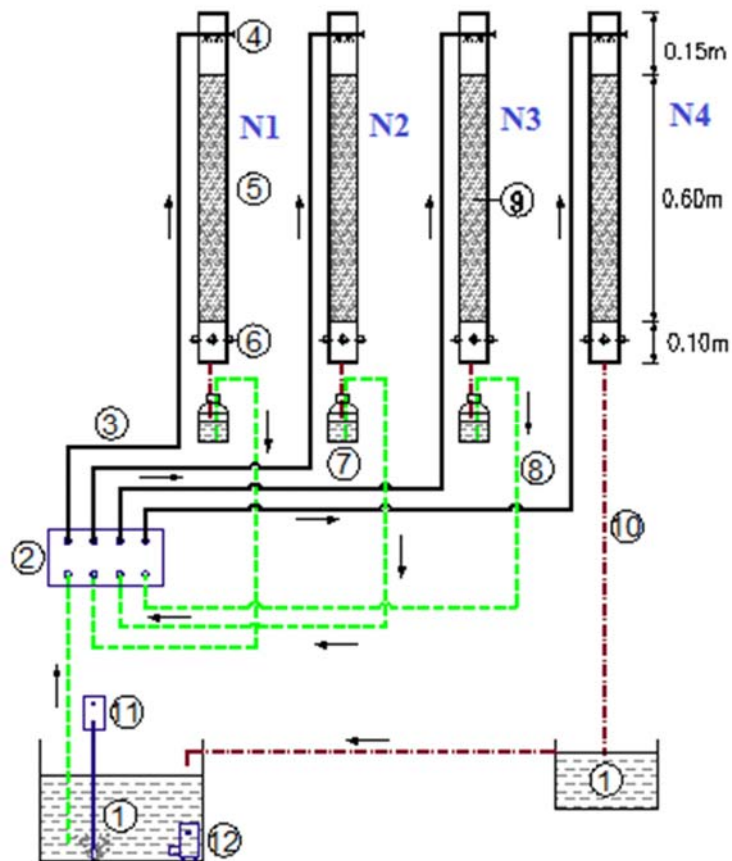 ④
0.15m
N1
N2
N3
N4
⑤
⑨
0.60m
⑥
0.10m
③
⑦
⑧
②
⑩
⑪
①
①
⑫